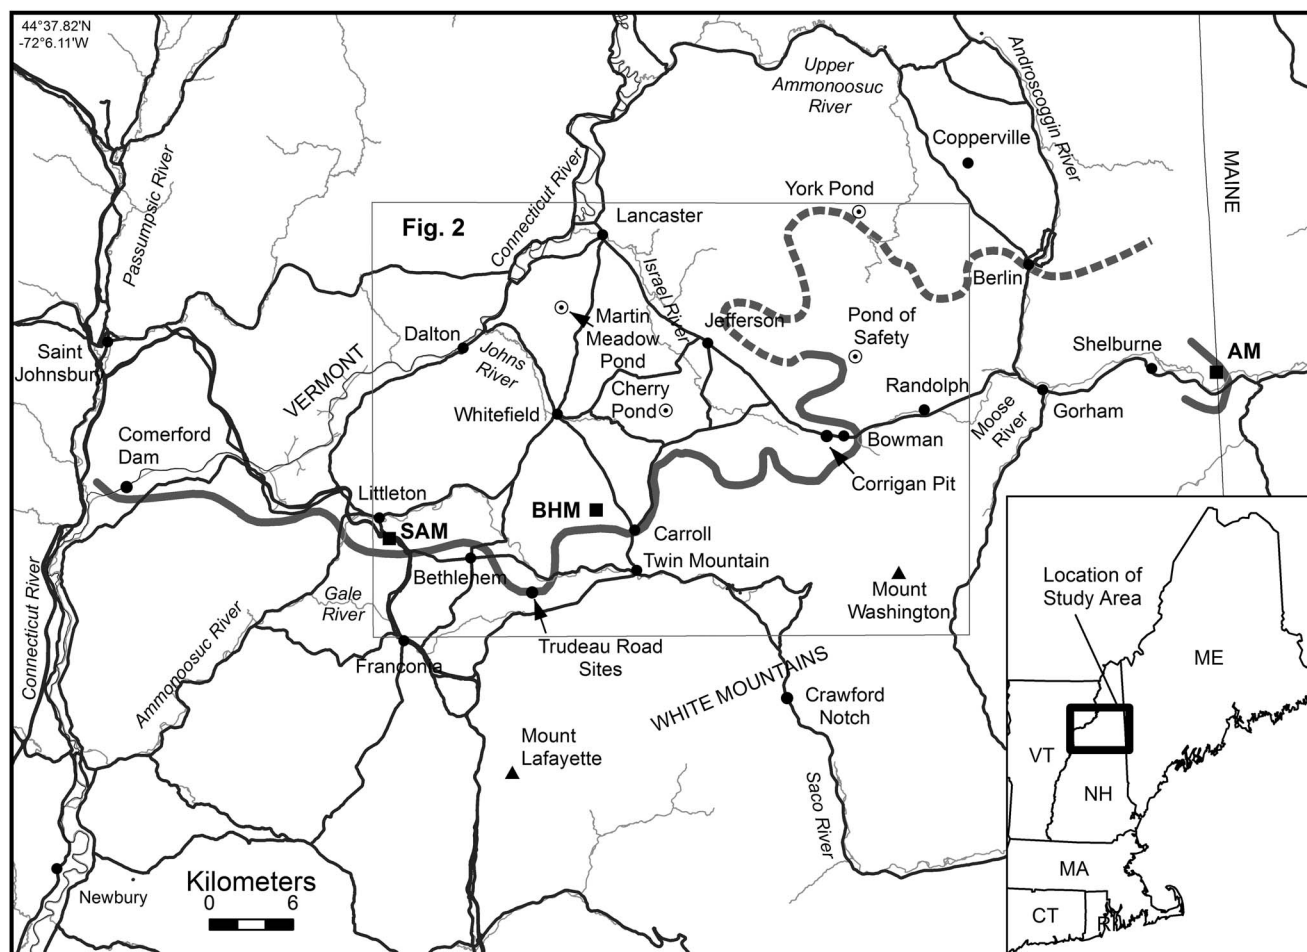 44°37.82'N
-72°6.11'W
Upper
Ammonoosuc
River
Androscoggin River
Copperville
MAINE
Passumpsic River
Connecticut River
York Pond
Fig. 2
Lancaster
Israel River
Berlin
Martin
Meadow
Pond
Jefferson
Pond of
Safety
Dalton
Johns
River
Saint
Johnsbury
VERMONT
Shelburne
AM
Cherry
Pond
Randolph
Whitefield
Moose
River
Gorham
Comerford
Dam
Bowman
Corrigan Pit
Littleton
SAM
BHM
Carroll
Bethlehem
Twin Mountain
Mount
Washington
Gale
River
Connecticut River
Ammonoosuc River
Franconia
Trudeau Road
Sites
WHITE MOUNTAINS
Crawford
Notch
Mount
Lafayette
Saco River
Newbury
Kilometers
0 6
Location of
Study Area
ME
VT
NH
MA
CT
RI